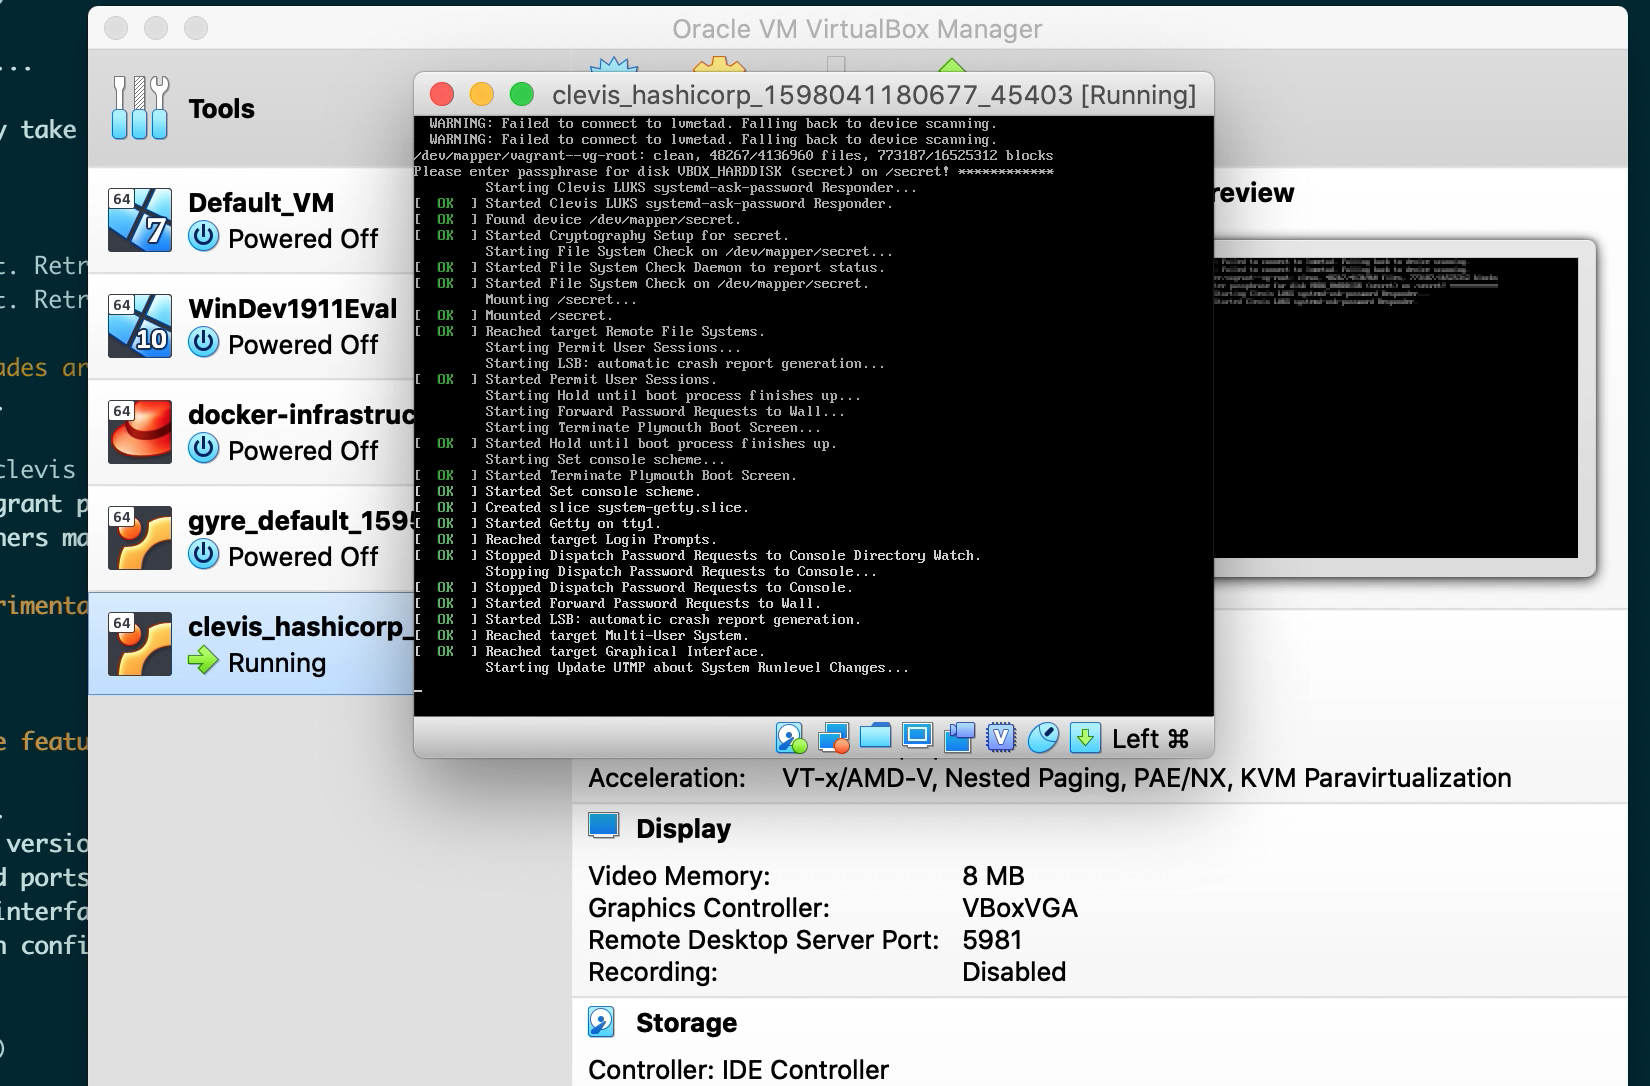 Oracle VM VirtualBox Manager
...
y take
t. Retr
t. Retr
ades ar
.
clevis
grant p
ners ma
rimenta
e featu
.
versio
d ports
interfa
n confi
)
Tools
64
7
Default_VM
Powered Off
64
10
WinDev1911Eval
Powered Off
64
docker-infrastruc
Powered Off
64
gyre_default_1595
Powered Off
64
clevis_hashicorp_
Running
clevis_hashicorp_1598041180677_45403 [Running]
WARNING: Failed to connect to lvmetad. Falling back to device scanning.
WARNING: Failed to connect to lvmetad. Falling back to device scanning.
/dev/mapper/vagrant--vg-root: clean, 48267/4136960 files, 773187/16525312 blocks
Please enter passphrase for disk VBOX_HARDDISK (secret) on /secret! ************
Starting Clevis LUKS systemd-ask-password Responder...
[ OK ] Started Clevis LUKS systemd-ask-password Responder.
[ OK ] Found device /dev/mapper/secret.
[ OK ] Started Cryptography Setup for secret.
Starting File System Check on /dev/mapper/secret...
[ OK ] Started File System Check Daemon to report status.
[ OK ] Started File System Check on /dev/mapper/secret.
Mounting /secret...
[ OK ] Mounted /secret.
[ OK ] Reached target Remote File Systems.
Starting Permit User Sessions...
Starting LSB: automatic crash report generation...
[ OK ] Started Permit User Sessions.
Starting Hold until boot process finishes up...
Starting Forward Password Requests to Wall...
Starting Terminate Plymouth Boot Screen...
[ OK ] Started Hold until boot process finishes up.
Starting Set console scheme...
[ OK ] Started Terminate Plymouth Boot Screen.
[ OK ] Started Set console scheme.
[ OK ] Created slice system-getty.slice.
[ OK ] Started Getty on tty1.
[ OK ] Reached target Login Prompts.
[ OK ] Stopped Dispatch Password Requests to Console Directory Watch.
Stopping Dispatch Password Requests to Console...
[ OK ] Stopped Dispatch Password Requests to Console.
[ OK ] Started Forward Password Requests to Wall.
[ OK ] Started LSB: automatic crash report generation.
[ OK ] Reached target Multi-User System.
[ OK ] Reached target Graphical Interface.
Starting Update UTMP about System Runlevel Changes...
_
V
Left ⌘
review
Acceleration: VT-x/AMD-V, Nested Paging, PAE/NX, KVM Paravirtualization
Display
Video Memory: 8 MB
Graphics Controller: VBoxVGA
Remote Desktop Server Port: 5981
Recording: Disabled
Storage
Controller: IDE Controller